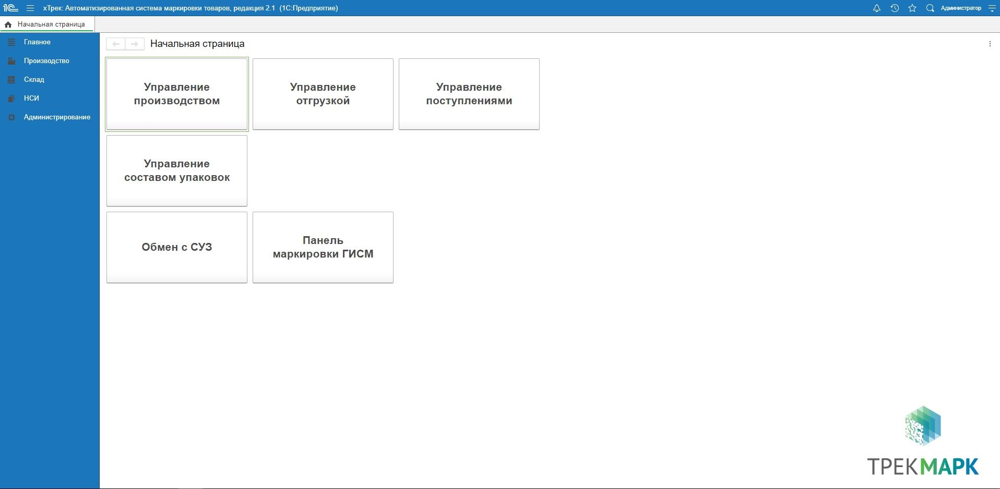 1С
хТрек: Автоматизированная система маркировки товаров, редакция 2.1 (1С:Предприятие)
Администратор
Начальная страница
Главное
Производство
Склад
НСИ
Администрирование
Начальная страница
Управление
производством
Управление
отгрузкой
Управление
поступлениями
Управление
составом упаковок
Обмен с СУЗ
Панель
маркировки ГИСМ
ТРЕКМАРК